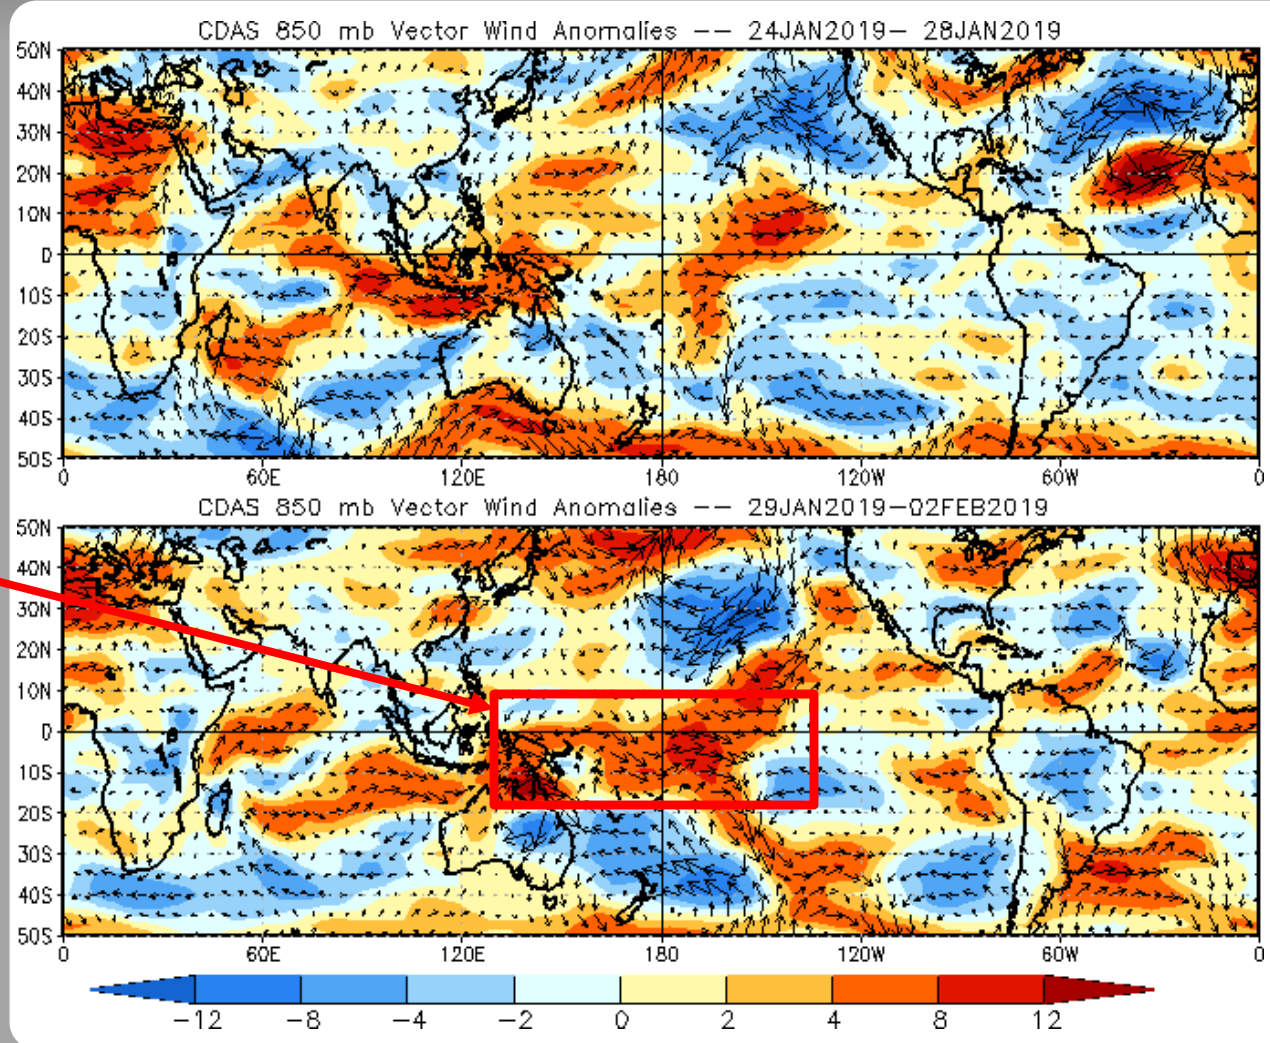 CDAS 850 mb Vector Wind Anomalies -- 24JAN2019- 28JAN2019
50N
40N
30N
20N
10N
0
10S
20S
30S
40S
50S
0 60E 120E 180 120W 60W 0
CDAS 850 mb Vector Wind Anomalies -- 29JAN2019-02FEB2019
50N
40N
30N
20N
10N
0
10S
20S
30S
40S
50S
0 60E 120E 180 120W 60W 0
-12 -8 -4 -2 0 2 4 8 12